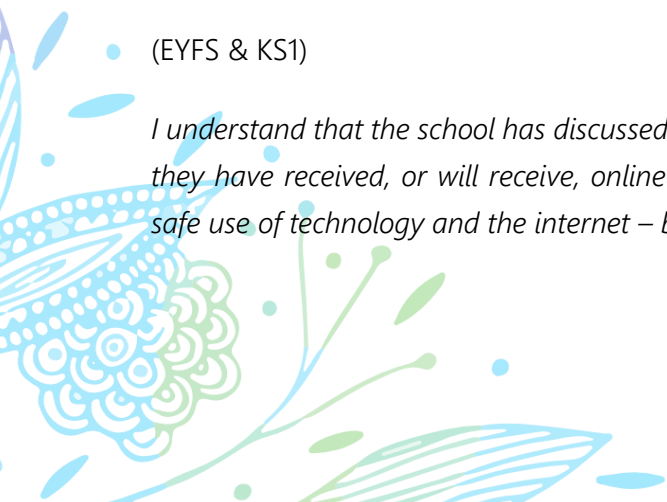 (EYFS & KS1)
I understand that the school has discussed
they have received, or will receive, online
safe use of technology and the internet –